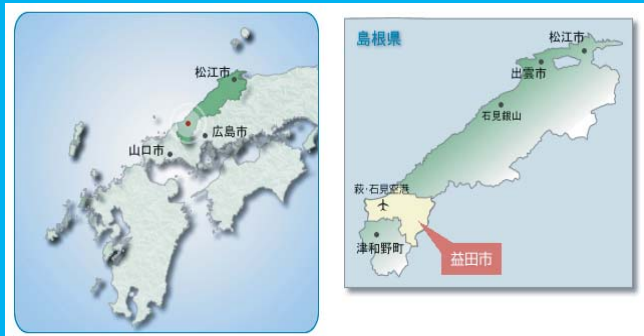 松江市
広島市
山口市
島根県
松江市
出雲市
石見銀山
萩・石見空港
津和野町
益田市